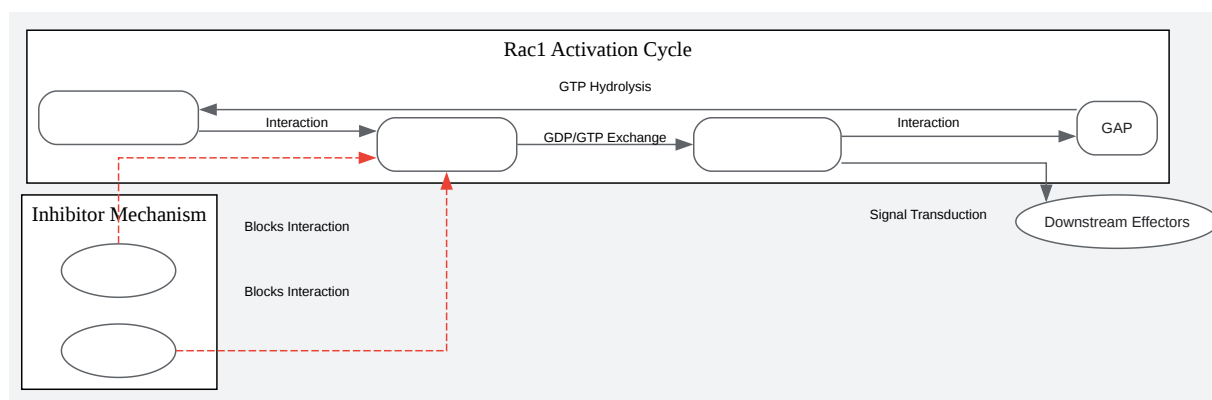 Rac1 Activation Cycle
GTP Hydrolysis
Interaction
GDP/GTP Exchange
Interaction
GAP
Inhibitor Mechanism
Blocks Interaction
Signal Transduction
Downstream Effectors
Blocks Interaction